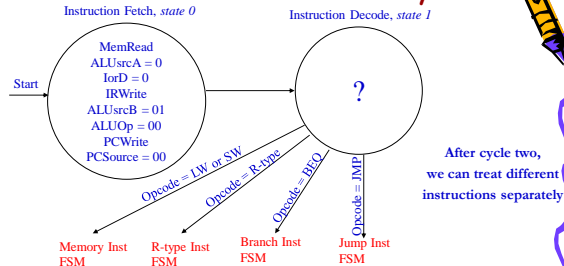 Instruction Fetch, state 0
Instruction Decode, state 1
Start
MemRead
ALUsrcA = 0
IorD = 0
IRWrite
ALUsrcB = 01
ALUOp = 00
PCWrite
PCSource = 00
?
Opcode = LW or SW
Opcode = R-type
Opcode = BEQ
Opcode = JMP
After cycle two,
we can treat different
instructions separately
Memory Inst
FSM
R-type Inst
FSM
Branch Inst
FSM
Jump Inst
FSM